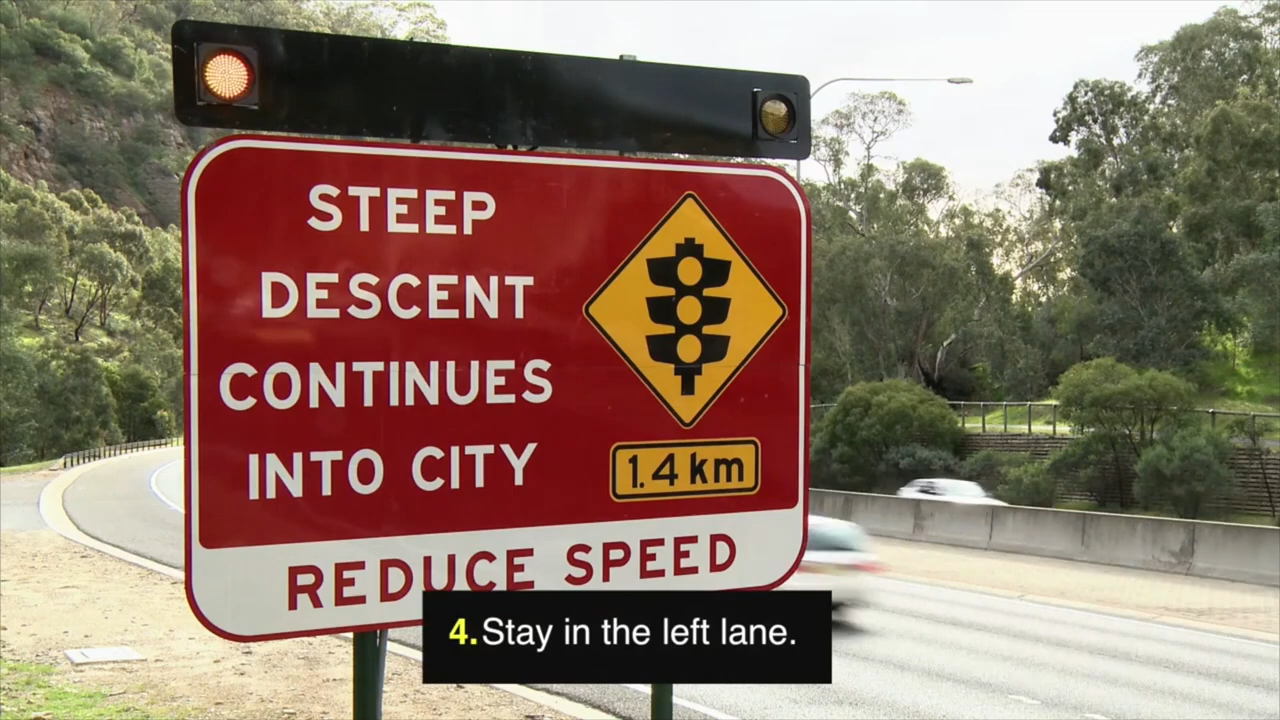 STEEP
DESCENT
CONTINUES
INTO CITY
1.4 km
REDUCE SPEED
4. Stay in the left lane.